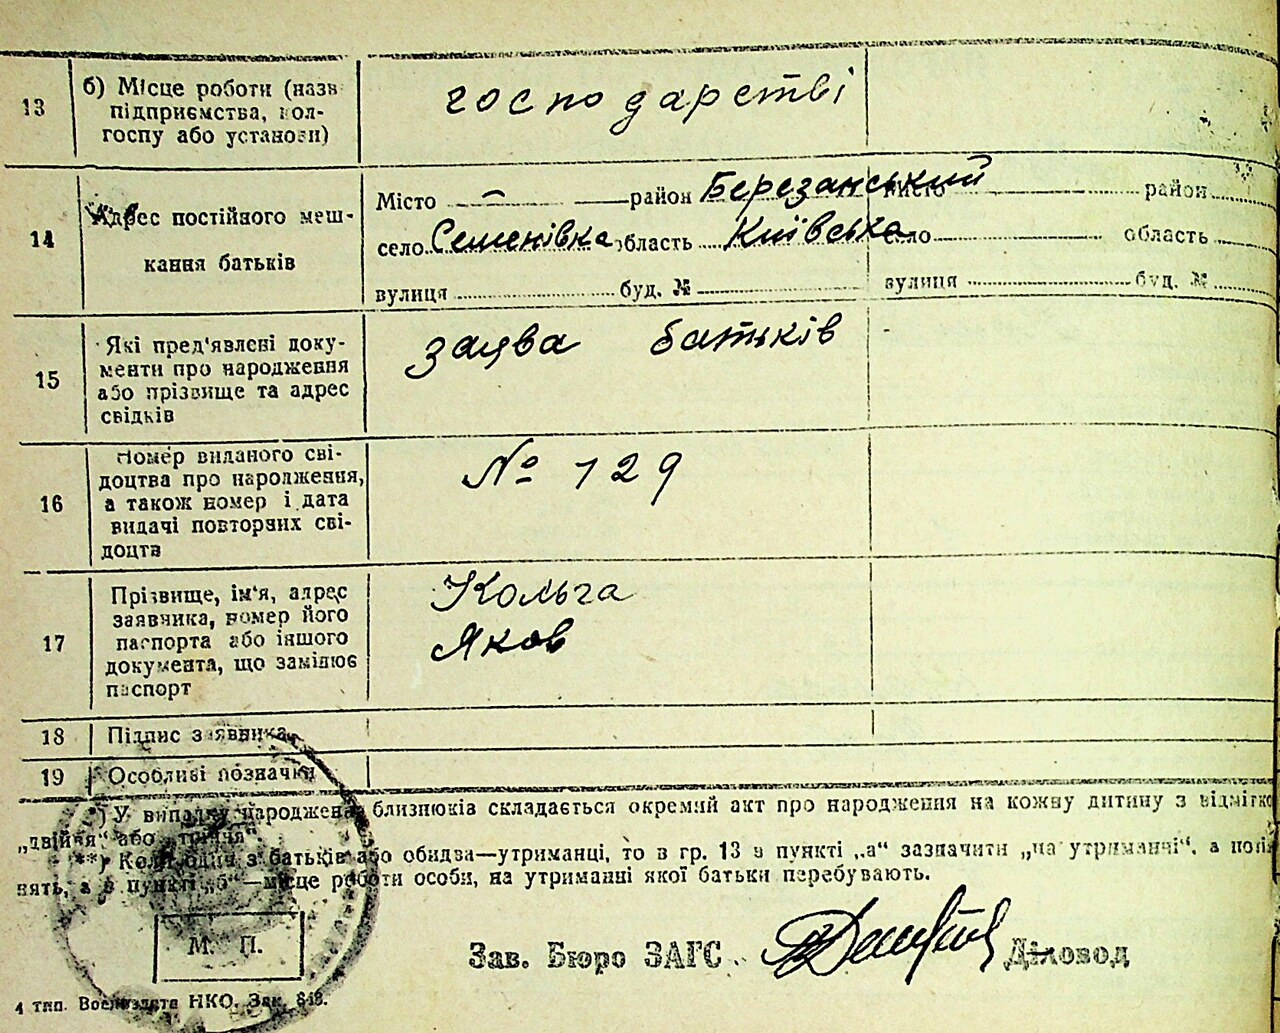 13 б) Місце роботи (назв
підприємства, кол-
госпу або установи)
господарстві
14 Адрес постійного меш-
кання батьків
Місто — район Березанський місто район
село Семенівка область Київська село область
вулиця буд. № вулиця буд. №
15 Які пред'явлені доку-
менти про народження
або прізвище та адрес
свідків
заява батьків
16 Номер виданого сві-
доцтва про народження,
а також номер і дата
видачі повторних сві-
доцтв
№ 129
17 Прізвище, ім'я, адрес
заявника, номер його
паспорта або іншого
документа, що замінює
паспорт
Кольга
Яков
18 Підпис заявника
19 Особливі позначки
*) У випадку народження близнюків складається окремий акт про народження на кожну дитину з відмітко
„двійня" або „трійня"
**) Коли один з батьків або обидва—утриманці, то в гр. 13 в пункті „а" зазначити „на утриманні", а
нять, а в пункті „б"—місце роботи особи, на утриманні якої батьки перебувають.
М. П.
Зав. Бюро ЗАГС Діловод
4 тип. Воениздата НКО. Зак. 848.